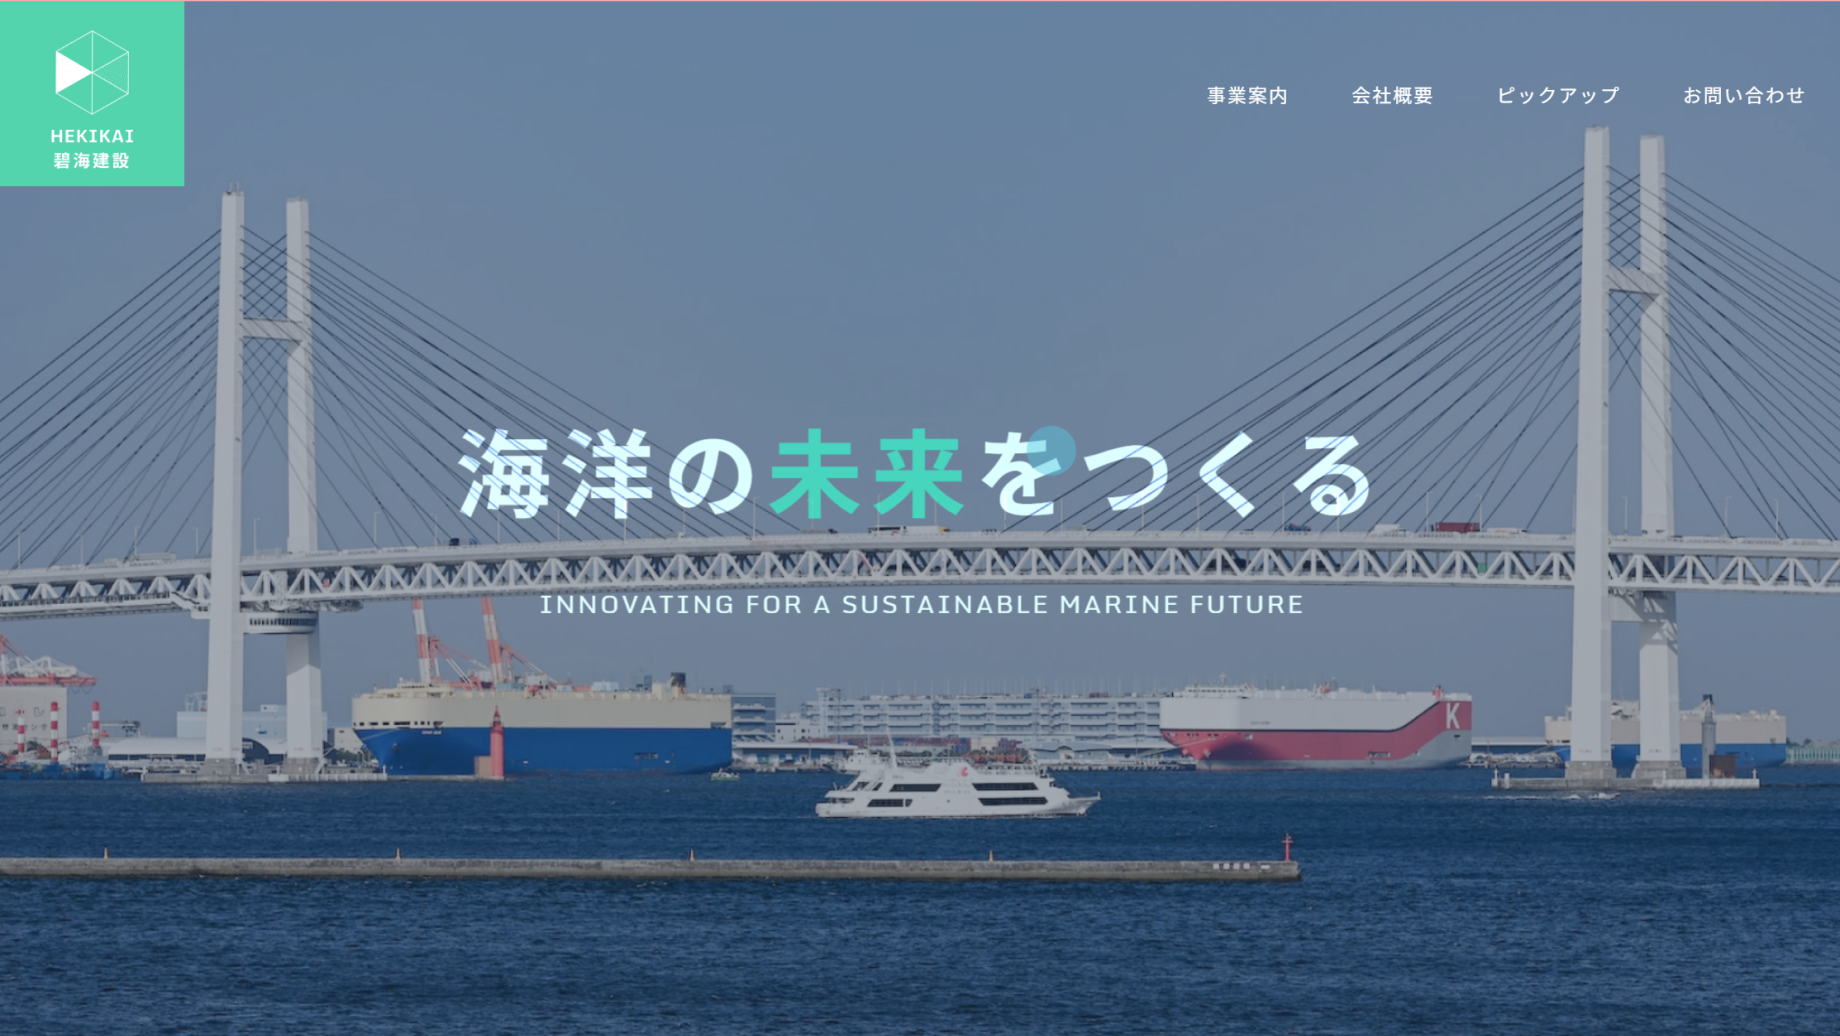 HEKIKAI
碧海建設
事業案内
会社概要
ピックアップ
お問い合わせ
海洋の未来をつくる
INNOVATING FOR A SUSTAINABLE MARINE FUTURE
K